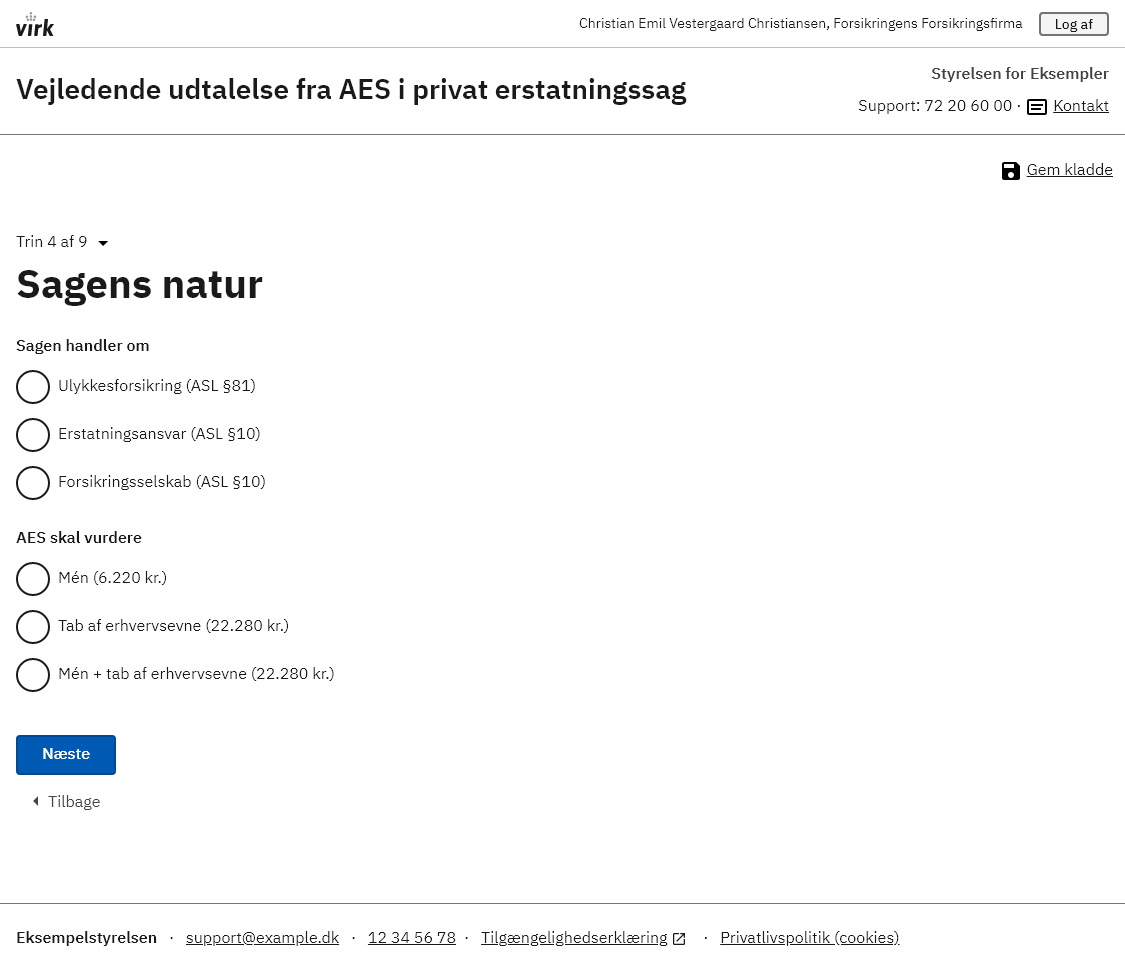 virk
Christian Emil Vestergaard Christiansen, Forsikringens Forsikringsfirma
Log af
Vejledende udtalelse fra AES i privat erstatningssag
Styrelsen for Eksempler
Support: 72 20 60 00 · Kontakt
Gem kladde
Trin 4 af 9
Sagens natur
Sagen handler om
Ulykkesforsikring (ASL §81)
Erstatningsansvar (ASL §10)
Forsikringsselskab (ASL §10)
AES skal vurdere
Mén (6.220 kr.)
Tab af erhvervsevne (22.280 kr.)
Mén + tab af erhvervsevne (22.280 kr.)
Næste
Tilbage
Eksempelstyrelsen · support@example.dk · 12 34 56 78 · Tilgængelighedserklæring · Privatlivspolitik (cookies)